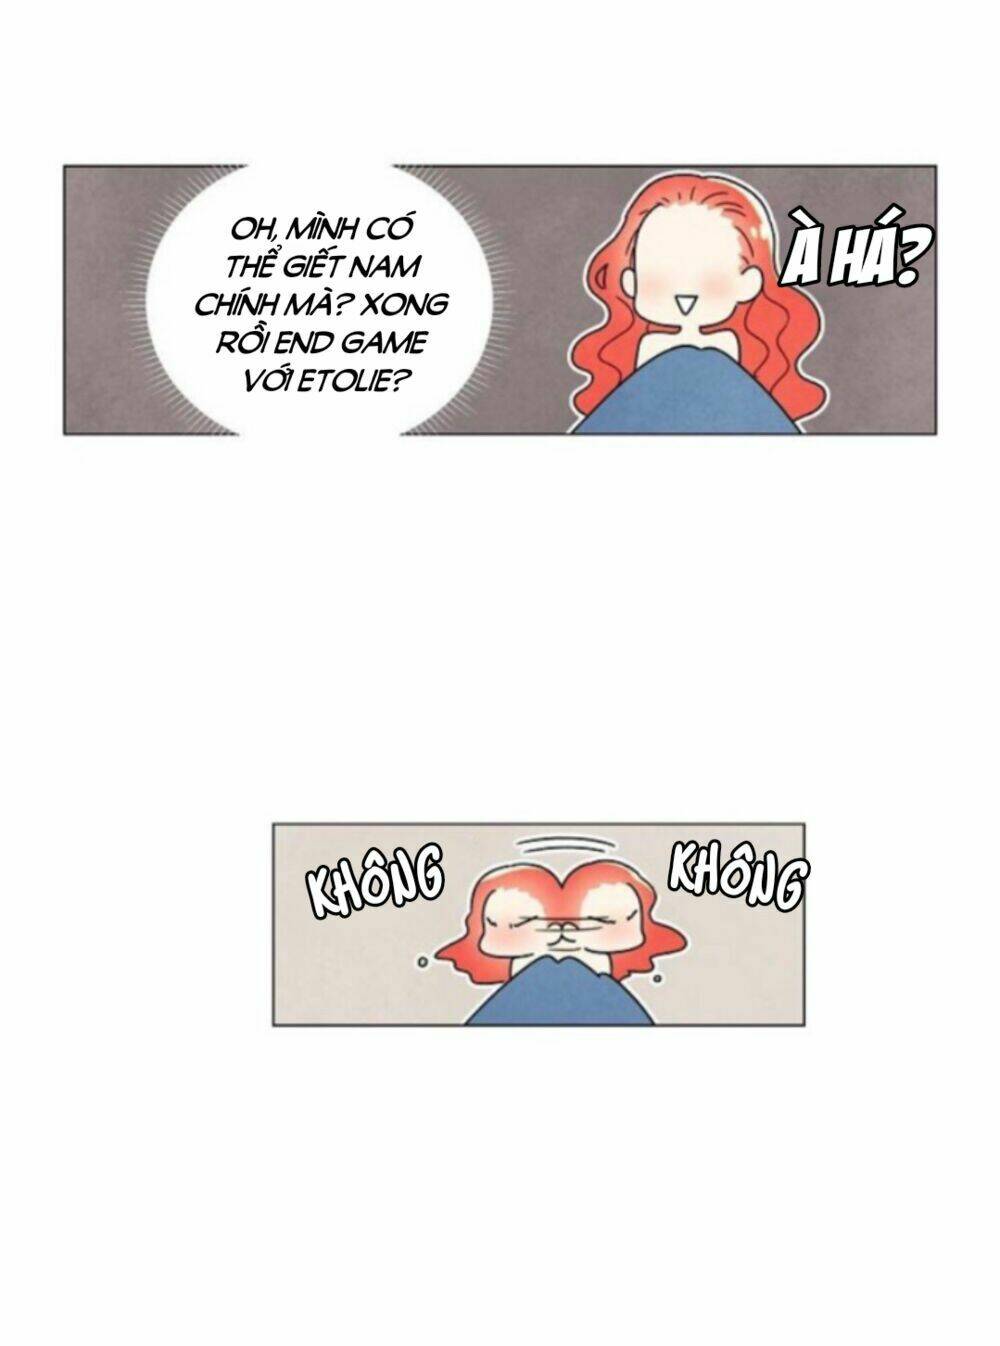 OH, MÌNH CÓ
THỂ GIẾT NAM
CHÍNH MÀ? XONG
RỒI END GAME
VỚI ETOLIE?
À HÁ?
KHÔNG
KHÔNG